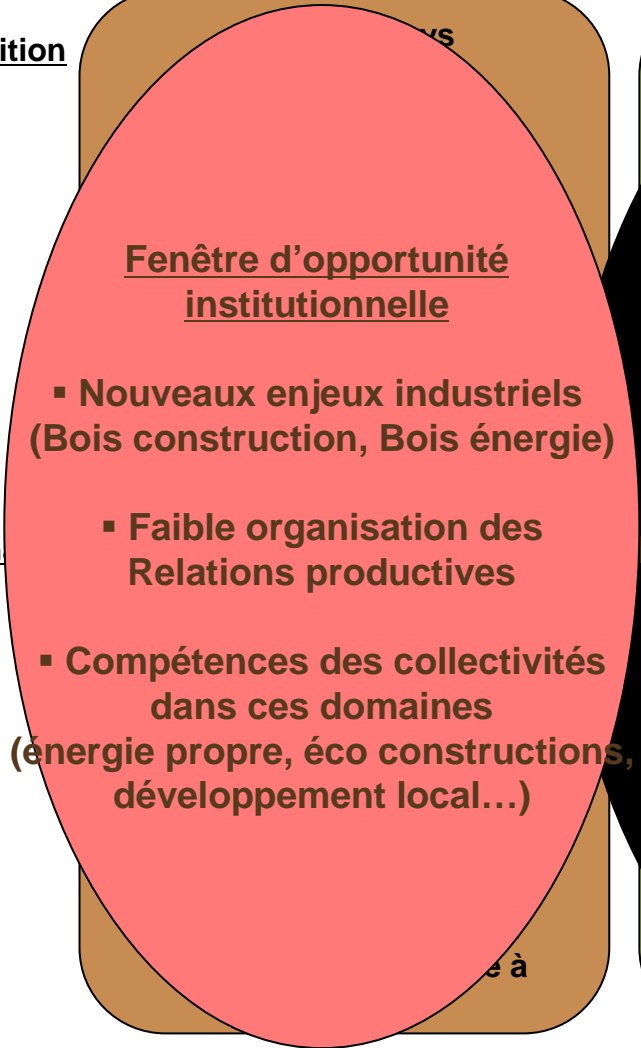 Fenêtre d’opportunité
institutionnelle
▪ Nouveaux enjeux industriels
(Bois construction, Bois énergie)
▪ Faible organisation des
Relations productives
▪ Compétences des collectivités
dans ces domaines
(énergie propre, éco constructions,
développement local…)
à